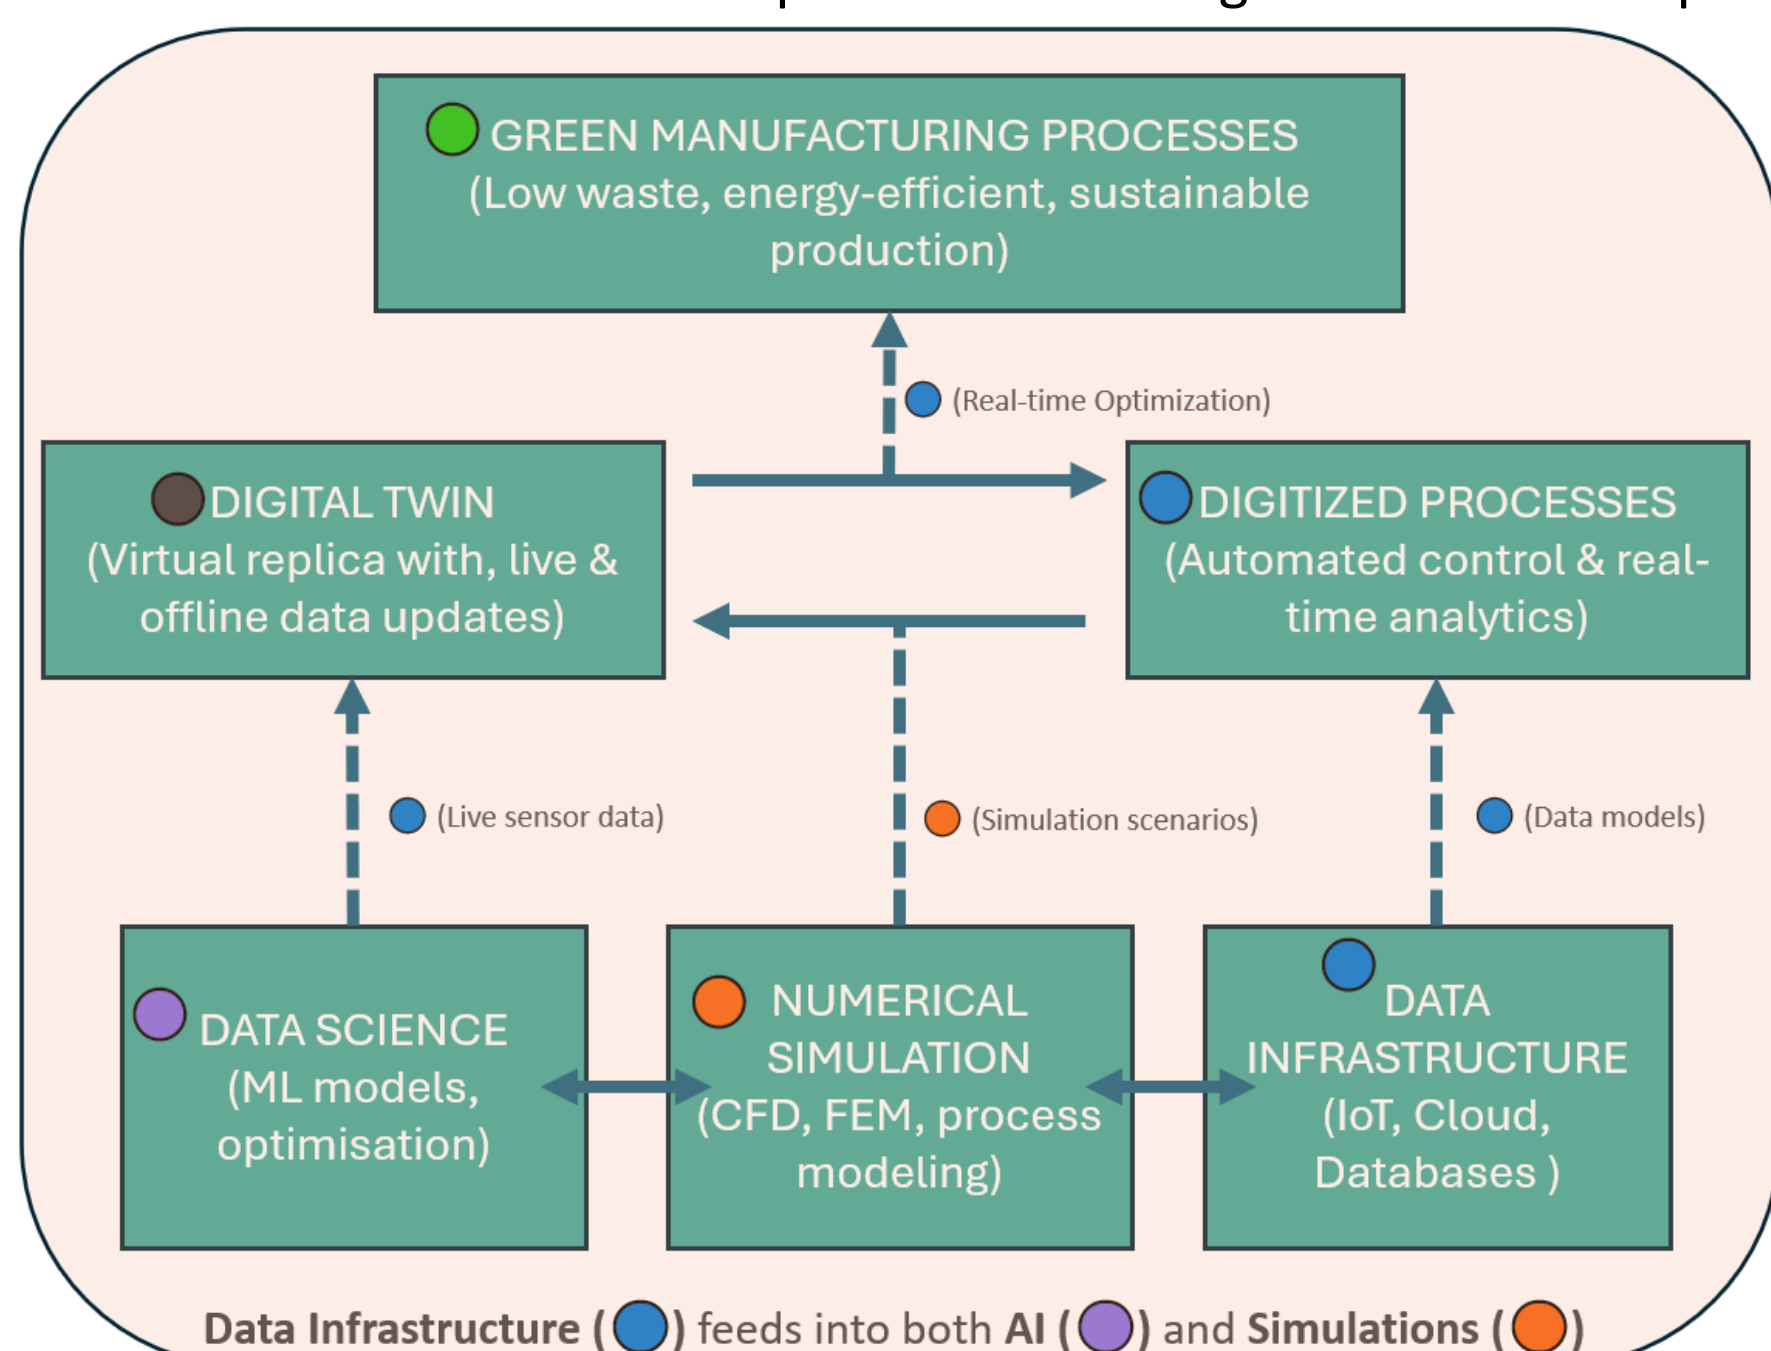 GREEN MANUFACTURING PROCESSES
(Low waste, energy-efficient, sustainable
production)
(Real-time Optimization)
DIGITAL TWIN
(Virtual replica with, live &
offline data updates)
DIGITIZED PROCESSES
(Automated control & real-
time analytics)
(Live sensor data)
(Simulation scenarios)
(Data models)
DATA SCIENCE
(ML models,
optimisation)
NUMERICAL
SIMULATION
(CFD, FEM, process
modeling)
DATA
INFRASTRUCTURE
(IoT, Cloud,
Databases )
Data Infrastructure ( ) feeds into both AI ( ) and Simulations ( )